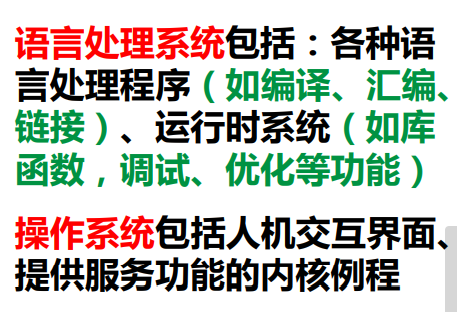 语言处理系统包括：各种语
言处理程序（如编译、汇编、
链接）、运行时系统（如库
函数，调试、优化等功能）
操作系统包括人机交互界面、
提供服务功能的内核例程